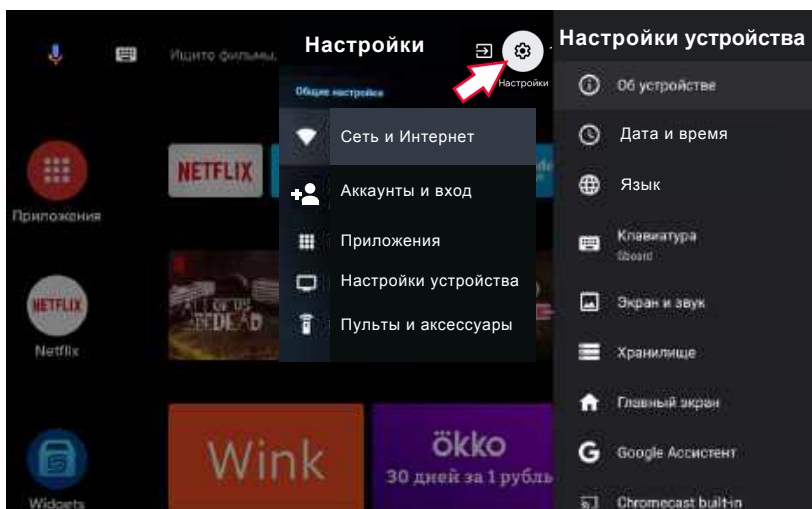 Ищите фильмы,
Приложения
NETFLIX
NETFLIX
Netflix
Widgets
Wink
ökko
30 дней за 1 рубль
Настройки
Настройки
Общие настройки
Сеть и Интернет
Аккаунты и вход
Приложения
Настройки устройства
Пульты и аксессуары
Настройки устройства
Об устройстве
Дата и время
Язык
Клавиатура
Gboard
Экран и звук
Хранилище
Главный экран
Google Ассистент
Chromecast built-in